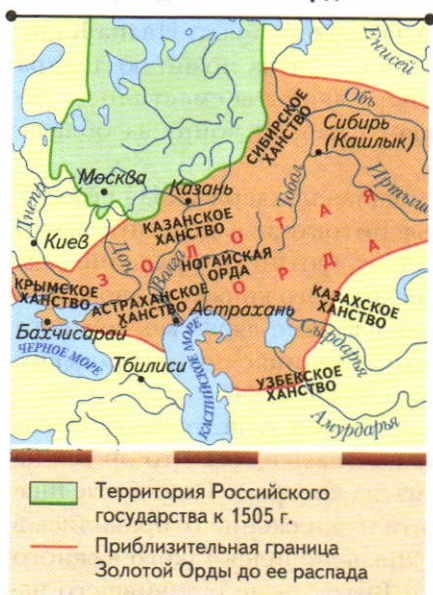 Енисей
Обь
СИБИРСКОЕ
ХАНСТВО
Сибирь
(Кашлык)
Иртыш
Тобол
Москва
Казань
Днепр
КАЗАНСКОЕ
ХАНСТВО
Киев
Дон
Волга
ЗОЛОТАЯ
ОРДА
НОГАЙСКАЯ
ОРДА
КРЫМСКОЕ
ХАНСТВО
АСТРАХАНСКОЕ
ХАНСТВО
Астрахань
КАЗАХСКОЕ
ХАНСТВО
Бахчисарай
ЧЕРНОЕ МОРЕ
Сырдарья
Тбилиси
КАСПИЙСКОЕ МОРЕ
УЗБЕКСКОЕ
ХАНСТВО
Амударья
Территория Российского
государства к 1505 г.
Приблизительная граница
Золотой Орды до ее распада